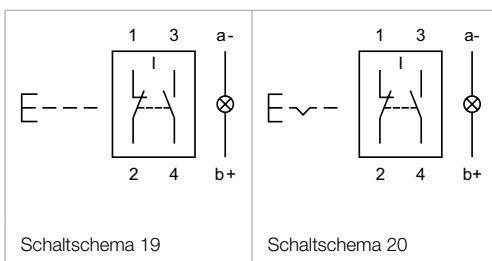 1 3 a-
I
2 4 b+
Schaltschema 19
1 3 a-
I
2 4 b+
Schaltschema 20